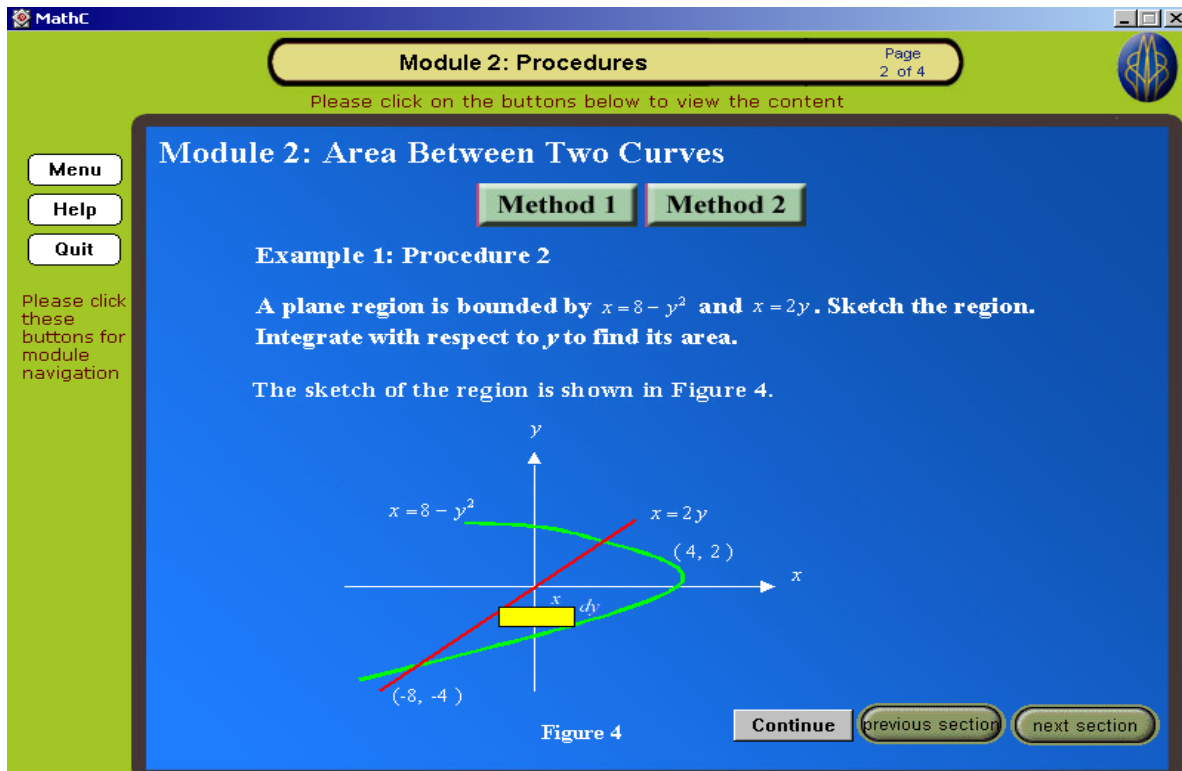 MathC
Module 2: Procedures
Page
2 of 4
Please click on the buttons below to view the content
Menu
Help
Quit
Please click
these
buttons for
module
navigation
Module 2: Area Between Two Curves
Method 1 Method 2
Example 1: Procedure 2
A plane region is bounded by x = 8 − y² and x = 2y. Sketch the region.
Integrate with respect to y to find its area.
The sketch of the region is shown in Figure 4.
y
x = 8 − y²
x = 2y
(4, 2)
x
x
dy
(-8, -4)
Figure 4
Continue previous section next section